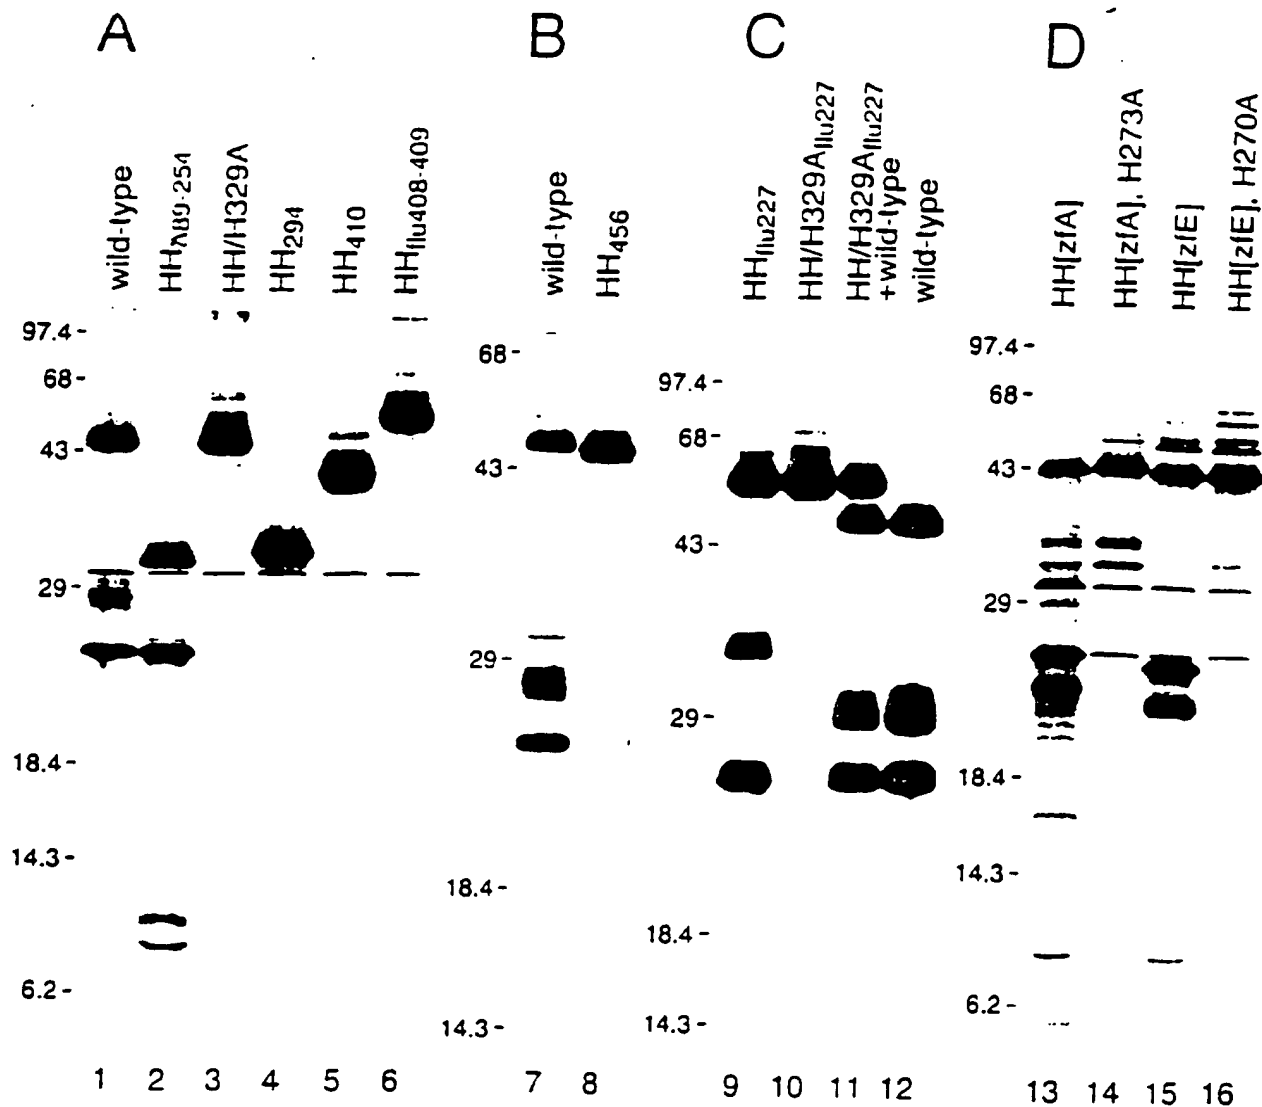 A
B
C
D
wild-type
HHΔ89-254
HH/H329A
HH294
HH410
HHflu408-409
wild-type
HH456
HHflu227
HH/H329Aflu227
HH/H329Aflu227
+wild-type
wild-type
HH[zfA]
HH[zfA], H273A
HH[zfE]
HH[zfE], H270A
97.4 -
68 -
43 -
29 -
18.4 -
14.3 -
6.2 -
68 -
43 -
29 -
18.4 -
14.3 -
97.4 -
68 -
43 -
29 -
18.4 -
14.3 -
97.4 -
68 -
43 -
29 -
18.4 -
14.3 -
6.2 -
1 2 3 4 5 6
7 8
9 10 11 12
13 14 15 16